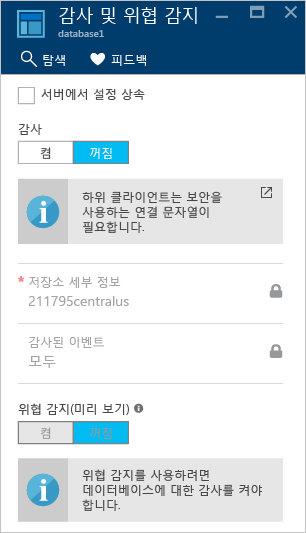 감사 및 위협 감지
database1
탐색
피드백
서버에서 설정 상속
감사
켬
꺼짐
하위 클라이언트는 보안을
사용하는 연결 문자열이
필요합니다.
* 저장소 세부 정보
211795centralus
감사된 이벤트
모두
위협 감지(미리 보기)
켬
꺼짐
위협 감지를 사용하려면
데이터베이스에 대한 감사를 켜야
합니다.